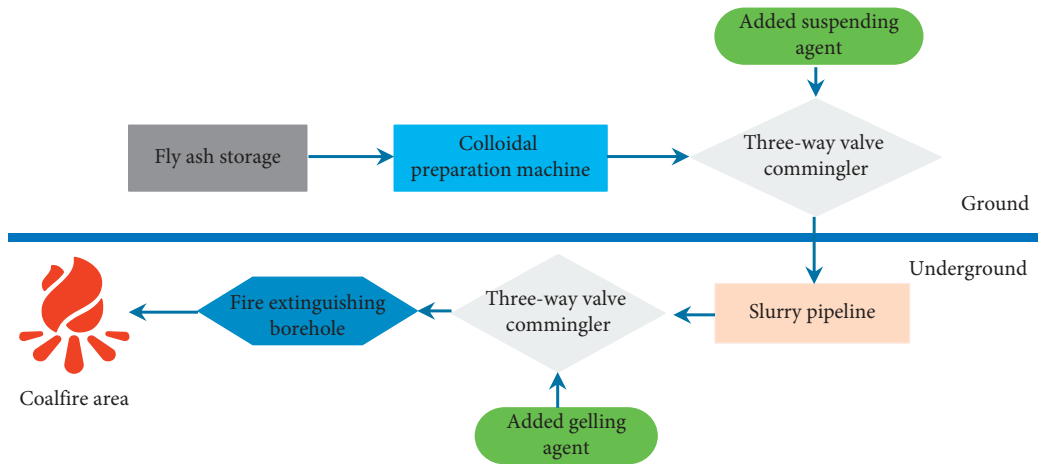 Added suspending
agent
Fly ash storage
Colloidal
preparation machine
Three-way valve
commingler
Ground
Underground
Slurry pipeline
Three-way valve
commingler
Fire extinguishing
borehole
Coalfire area
Added gelling
agent